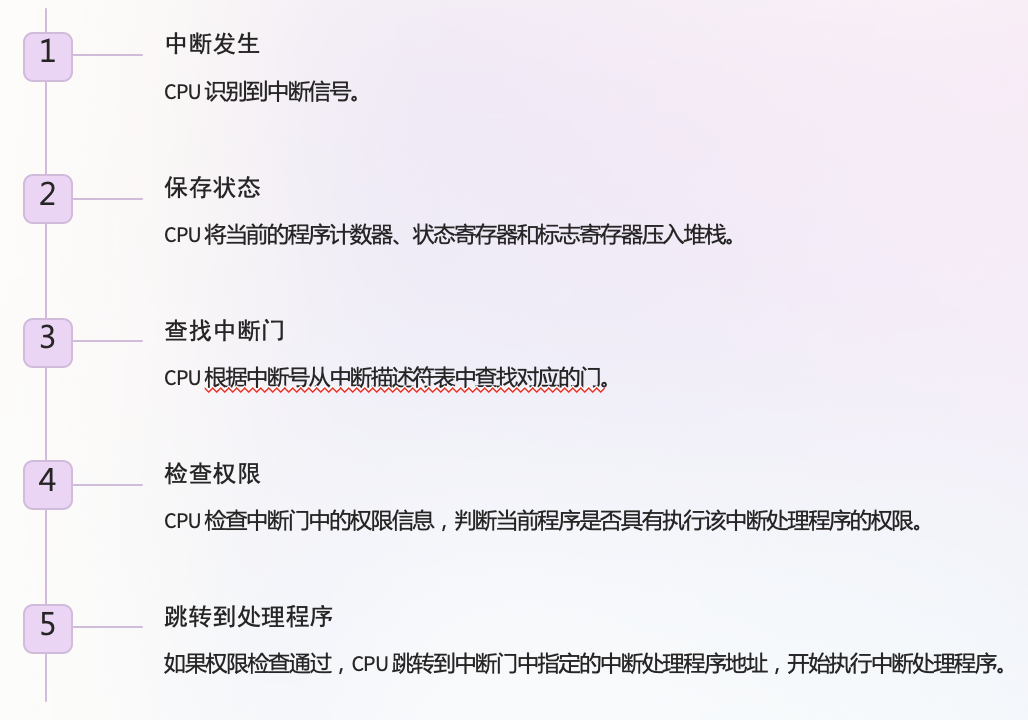 1
中断发生
CPU 识别到中断信号。
2
保存状态
CPU 将当前的程序计数器、状态寄存器和标志寄存器压入堆栈。
3
查找中断门
CPU 根据中断号从中断描述符表中查找对应的门。
4
检查权限
CPU 检查中断门中的权限信息，判断当前程序是否具有执行该中断处理程序的权限。
5
跳转到处理程序
如果权限检查通过，CPU 跳转到中断门中指定的中断处理程序地址，开始执行中断处理程序。